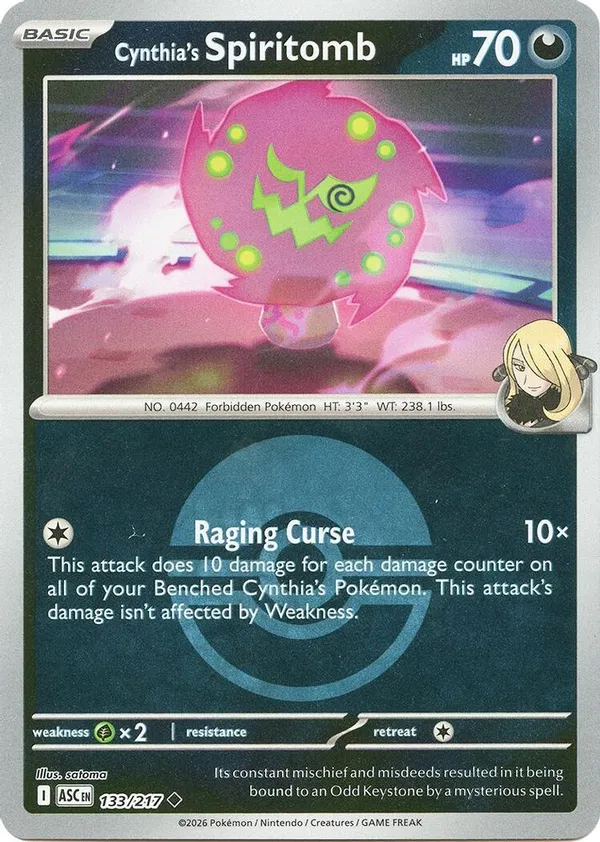 BASIC
Cynthia's Spiritomb HP 70
NO. 0442 Forbidden Pokémon HT: 3'3" WT: 238.1 lbs.
Raging Curse 10×
This attack does 10 damage for each damage counter on
all of your Benched Cynthia's Pokémon. This attack's
damage isn't affected by Weakness.
weakness ×2 resistance retreat
Illus. satoma
Its constant mischief and misdeeds resulted in it being
bound to an Odd Keystone by a mysterious spell.
I ASC EN 133/217
©2026 Pokémon / Nintendo / Creatures / GAME FREAK